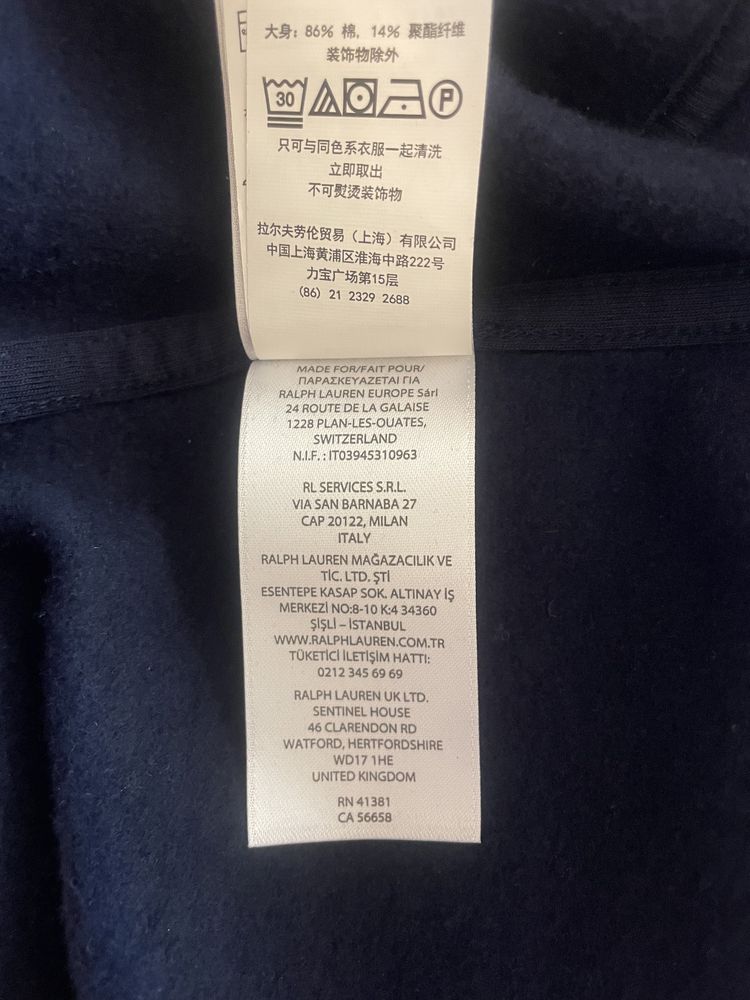 大身: 86% 棉, 14% 聚酯纤维
装饰物除外
30 P
只可与同色系衣服一起清洗
立即取出
不可熨烫装饰物
拉尔夫劳伦贸易（上海）有限公司
中国上海黄浦区淮海中路222号
力宝广场第15层
(86) 21 2329 2688
MADE FOR/FAIT POUR/
ΠΑΡΑΣΚΕΥΑΖΕΤΑΙ ΓΙΑ
RALPH LAUREN EUROPE Sárl
24 ROUTE DE LA GALAISE
1228 PLAN-LES-OUATES,
SWITZERLAND
N.I.F. : IT03945310963
RL SERVICES S.R.L.
VIA SAN BARNABA 27
CAP 20122, MILAN
ITALY
RALPH LAUREN MAĞAZACILIK VE
TİC. LTD. ŞTİ
ESENTEPE KASAP SOK. ALTINAY İŞ
MERKEZİ NO:8-10 K:4 34360
ŞİŞLİ – İSTANBUL
WWW.RALPHLAUREN.COM.TR
TÜKETİCİ İLETİŞİM HATTI:
0212 345 69 69
RALPH LAUREN UK LTD.
SENTINEL HOUSE
46 CLARENDON RD
WATFORD, HERTFORDSHIRE
WD17 1HE
UNITED KINGDOM
RN 41381
CA 56658